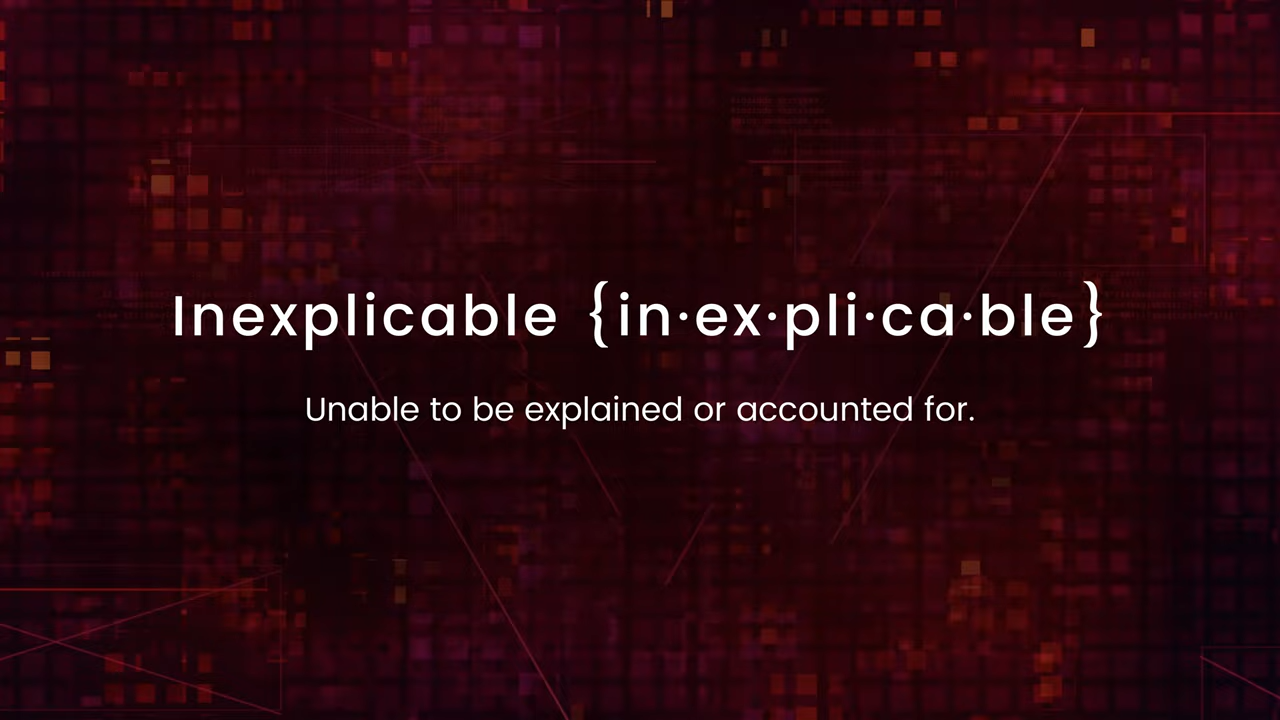 Inexplicable {in·ex·pli·ca·ble}
Unable to be explained or accounted for.